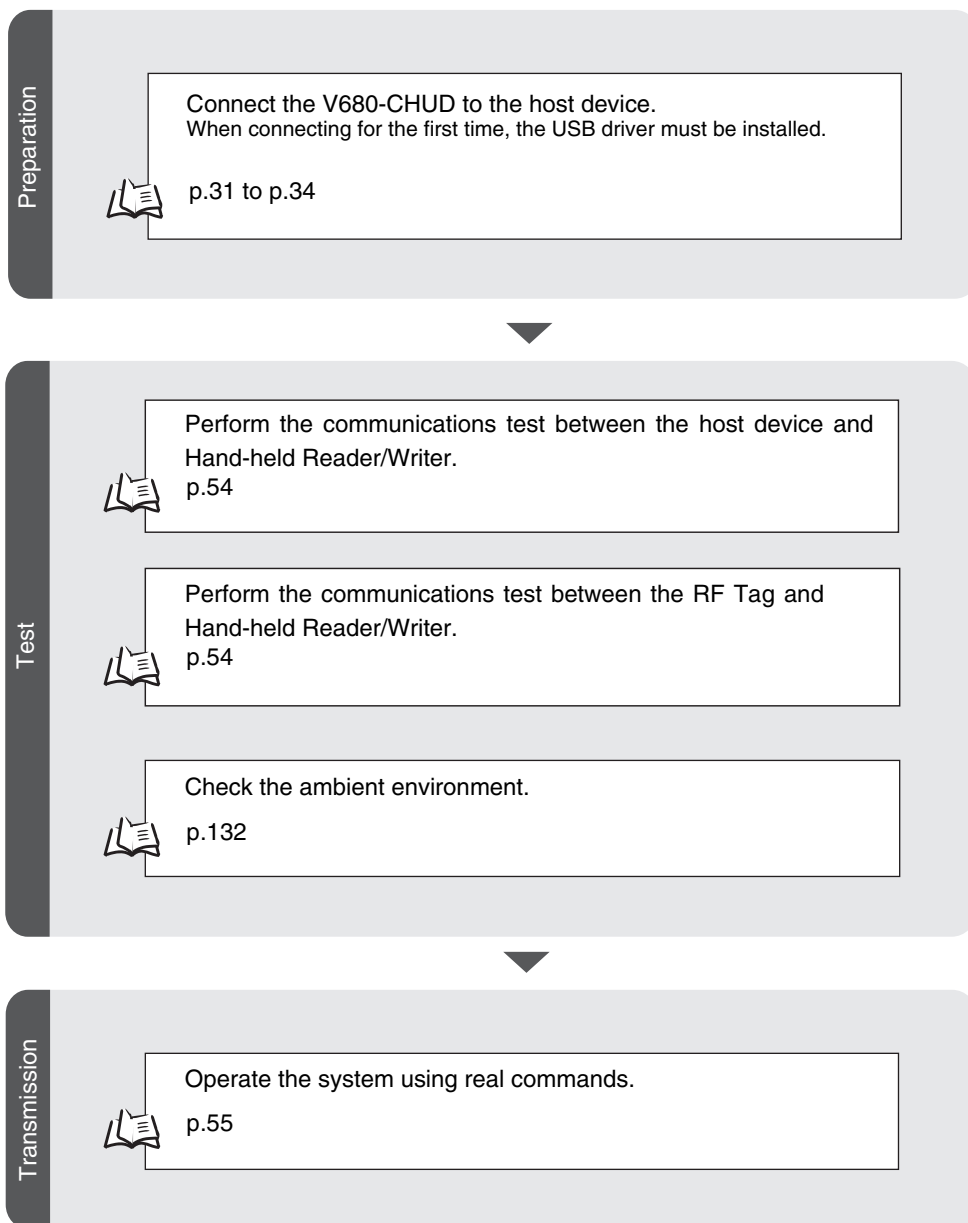 Preparation
Connect the V680-CHUD to the host device.
When connecting for the first time, the USB driver must be installed.
p.31 to p.34
Test
Perform the communications test between the host device and
Hand-held Reader/Writer.
p.54
Perform the communications test between the RF Tag and
Hand-held Reader/Writer.
p.54
Check the ambient environment.
p.132
Transmission
Operate the system using real commands.
p.55